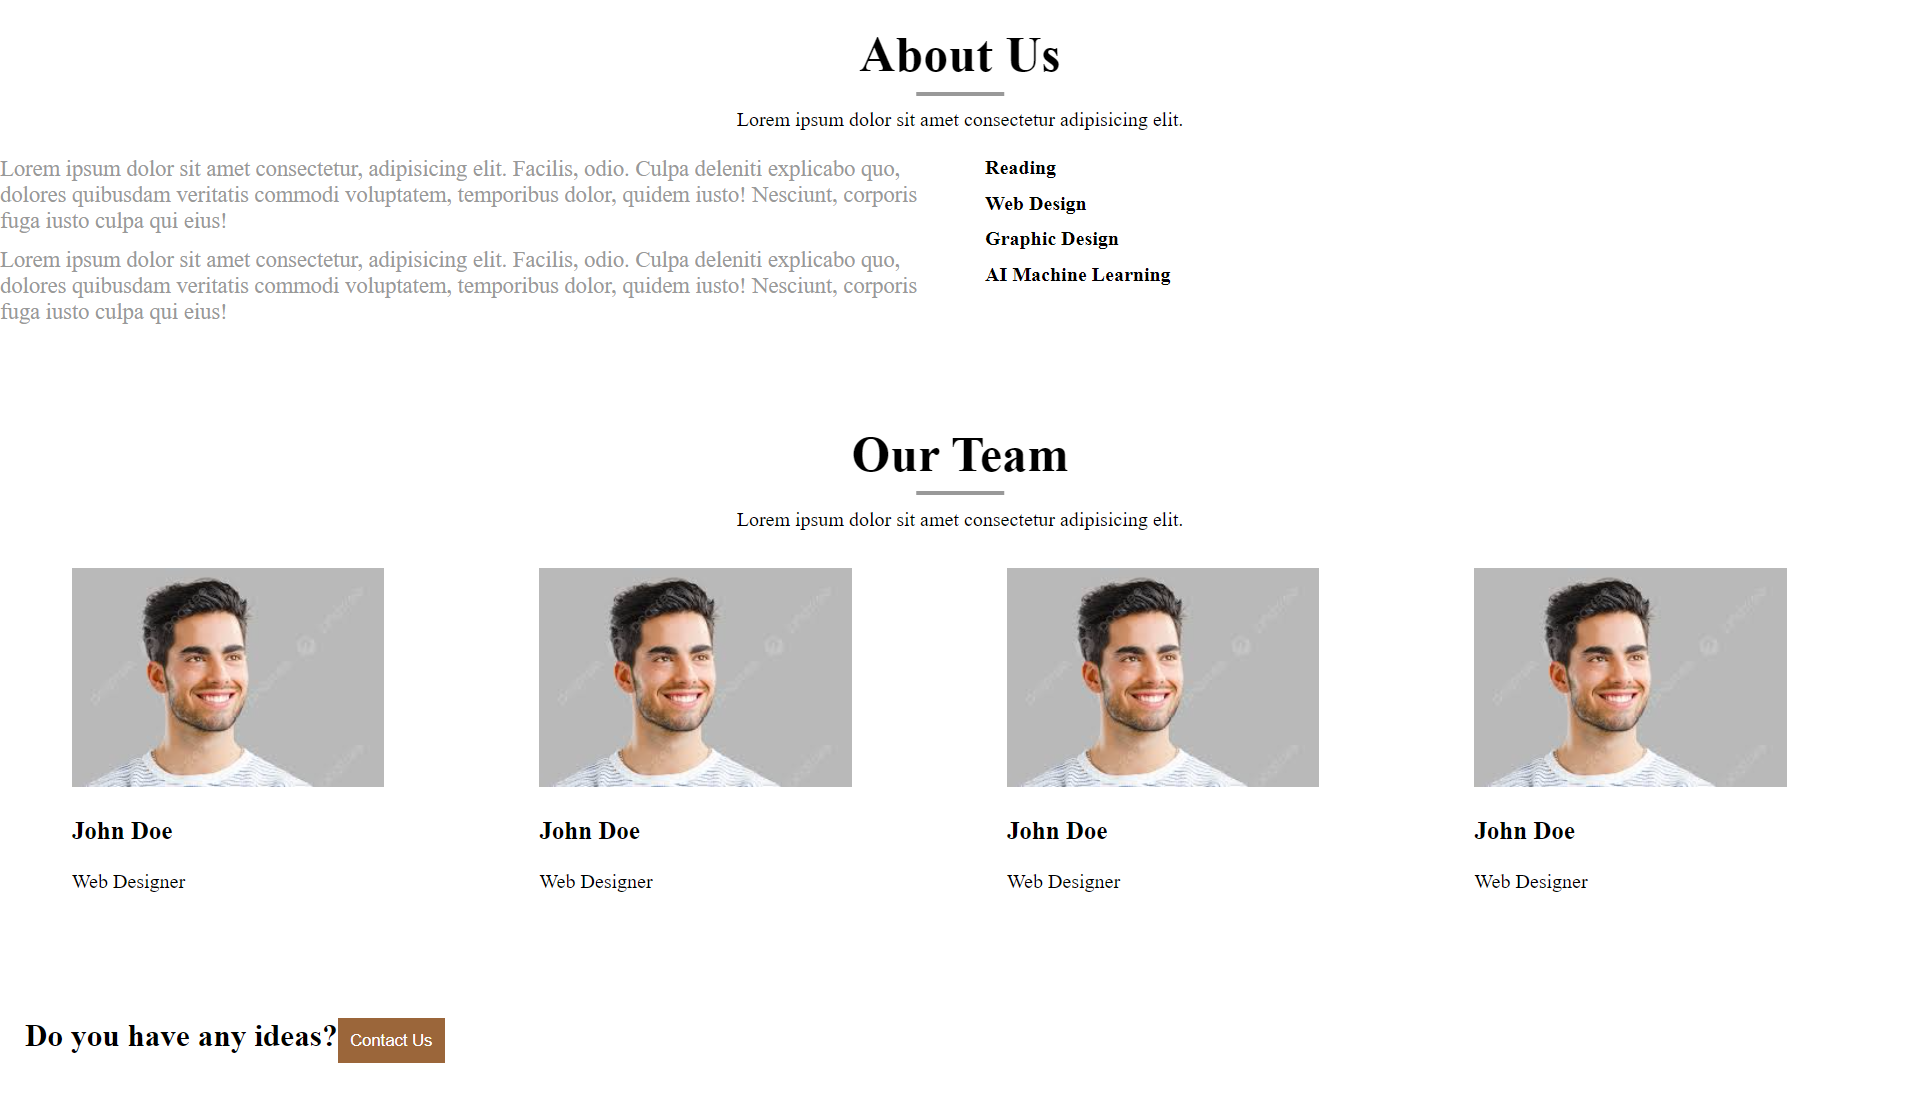 About Us
Lorem ipsum dolor sit amet consectetur adipisicing elit.
Lorem ipsum dolor sit amet consectetur, adipisicing elit. Facilis, odio. Culpa deleniti explicabo quo,
dolores quibusdam veritatis commodi voluptatem, temporibus dolor, quidem iusto! Nesciunt, corporis
fuga iusto culpa qui eius!
Lorem ipsum dolor sit amet consectetur, adipisicing elit. Facilis, odio. Culpa deleniti explicabo quo,
dolores quibusdam veritatis commodi voluptatem, temporibus dolor, quidem iusto! Nesciunt, corporis
fuga iusto culpa qui eius!
Reading
Web Design
Graphic Design
AI Machine Learning
Our Team
Lorem ipsum dolor sit amet consectetur adipisicing elit.
John Doe
Web Designer
John Doe
Web Designer
John Doe
Web Designer
John Doe
Web Designer
Do you have any ideas?
Contact Us